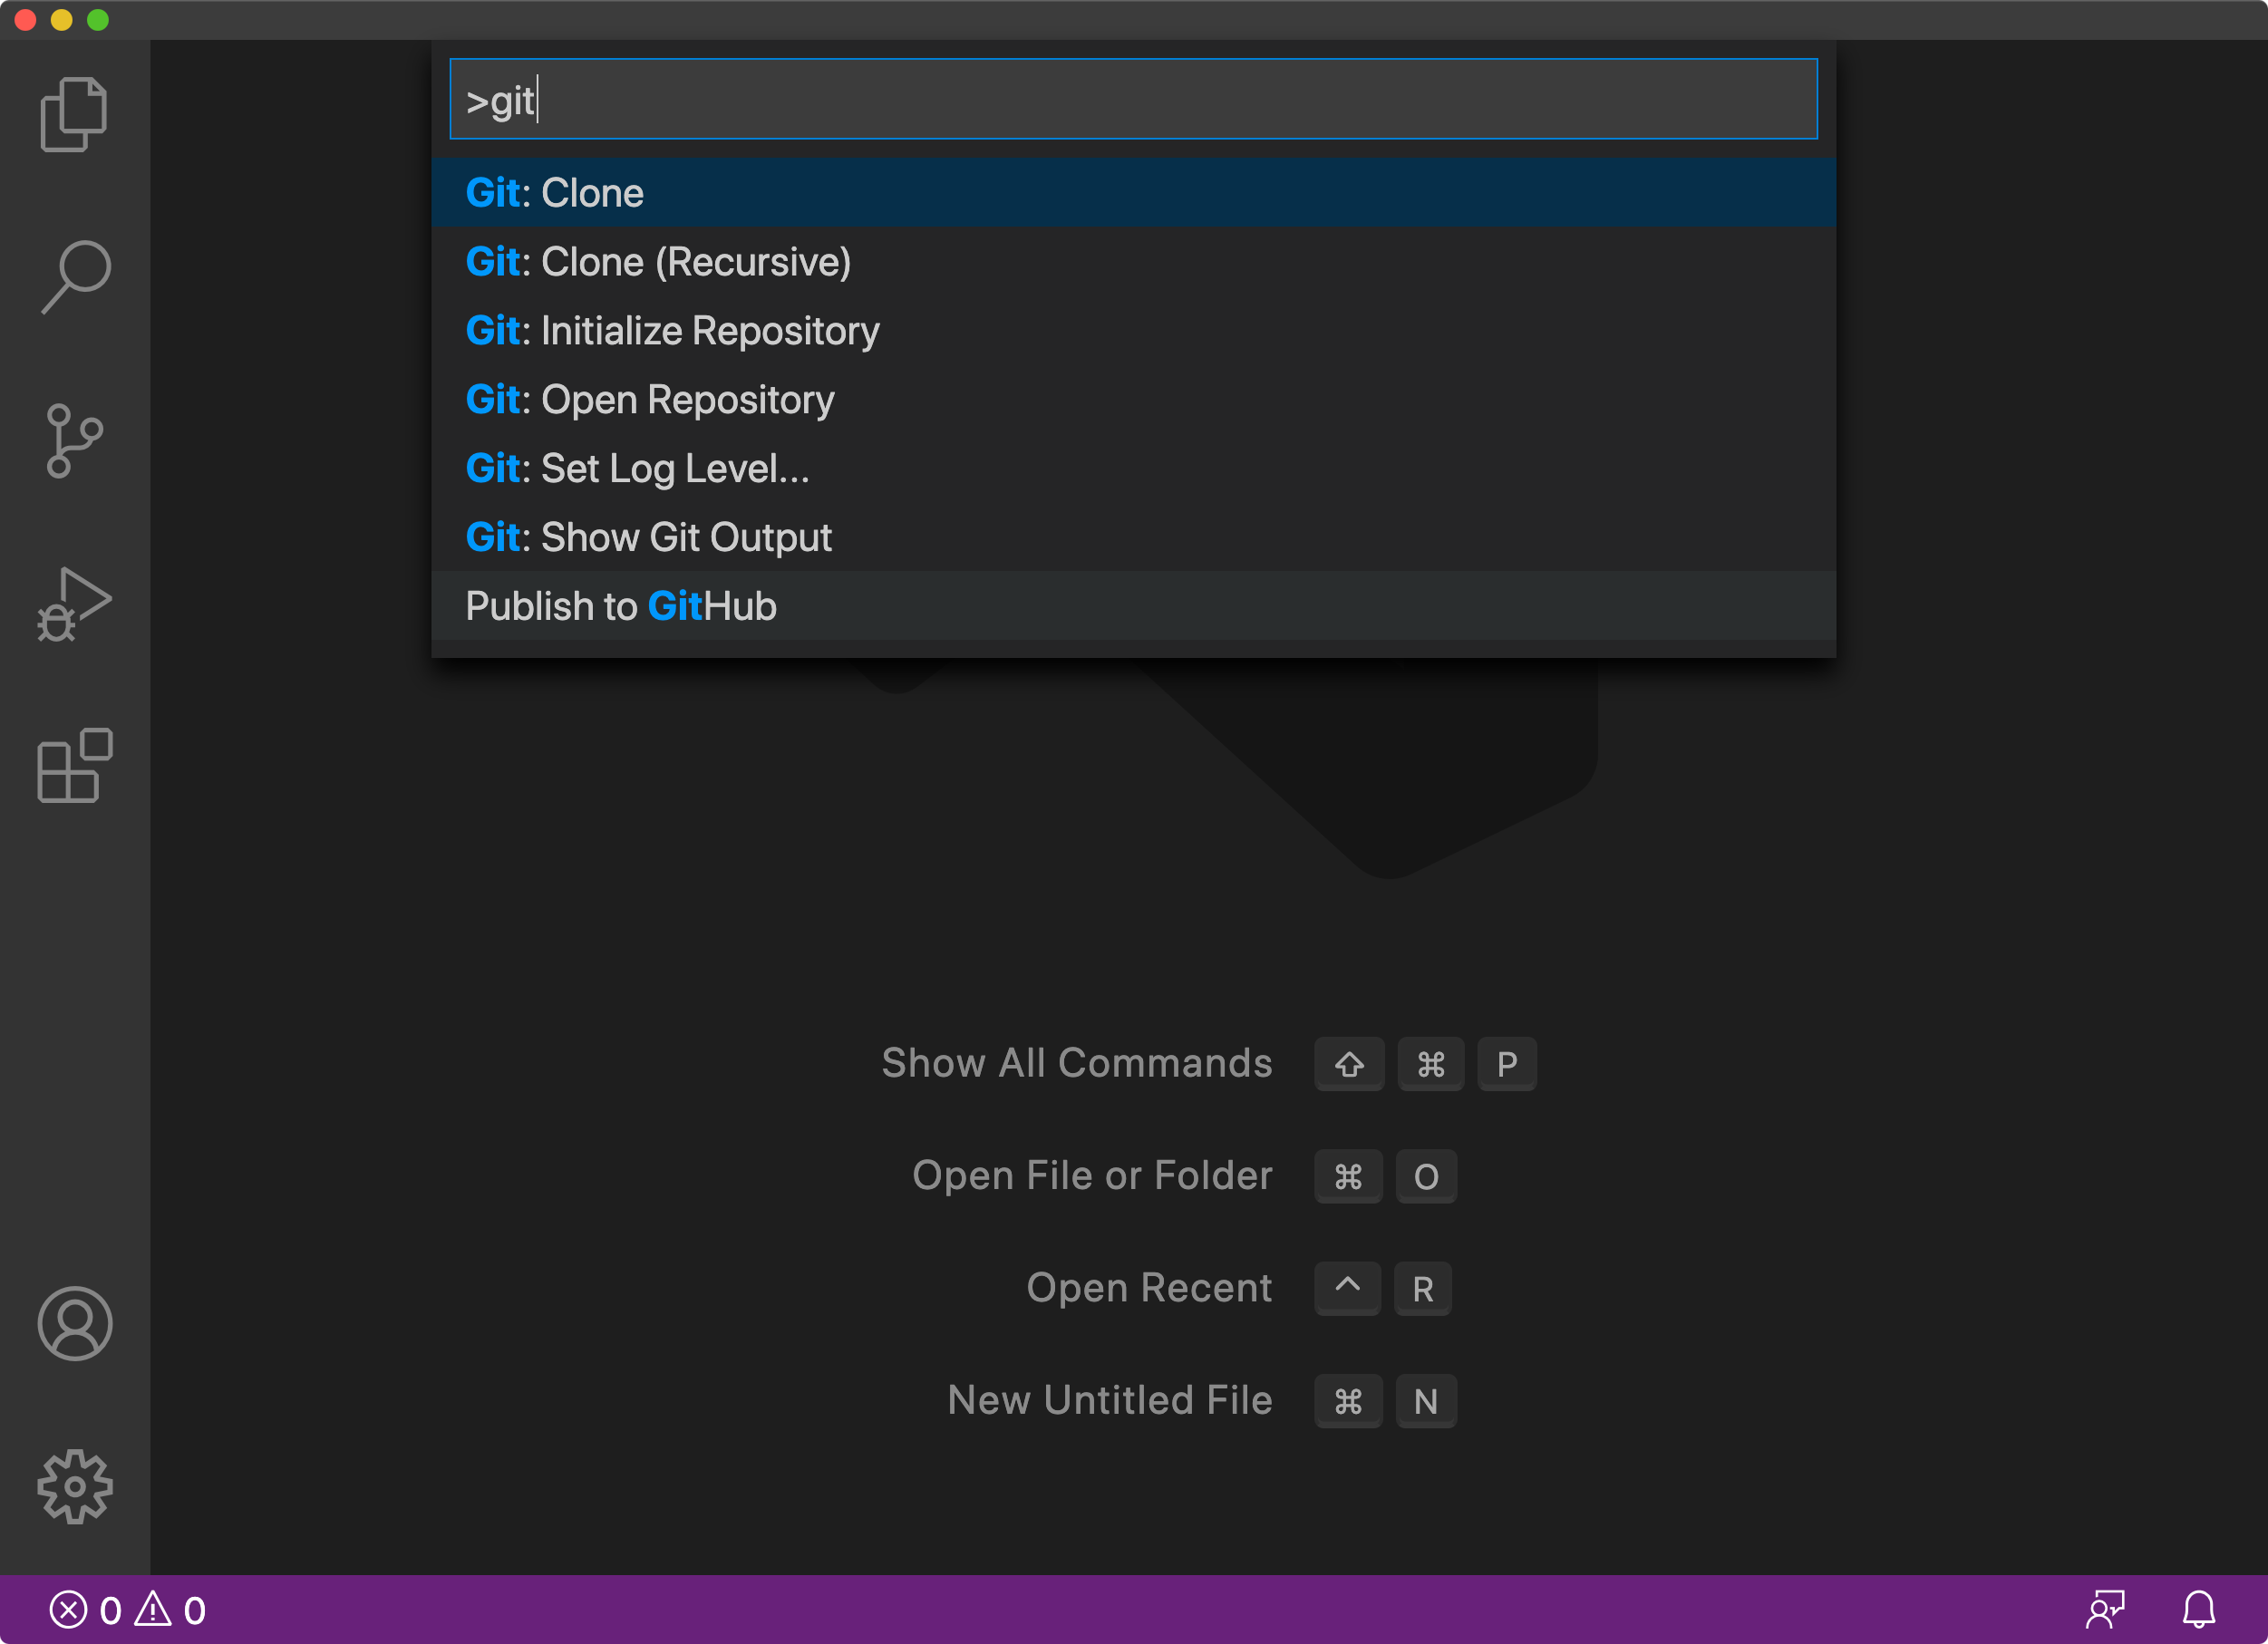 >git
Git: Clone
Git: Clone (Recursive)
Git: Initialize Repository
Git: Open Repository
Git: Set Log Level...
Git: Show Git Output
Publish to GitHub
Show All Commands ⇧ ⌘ P
Open File or Folder ⌘ O
Open Recent ^ R
New Untitled File ⌘ N
0 0